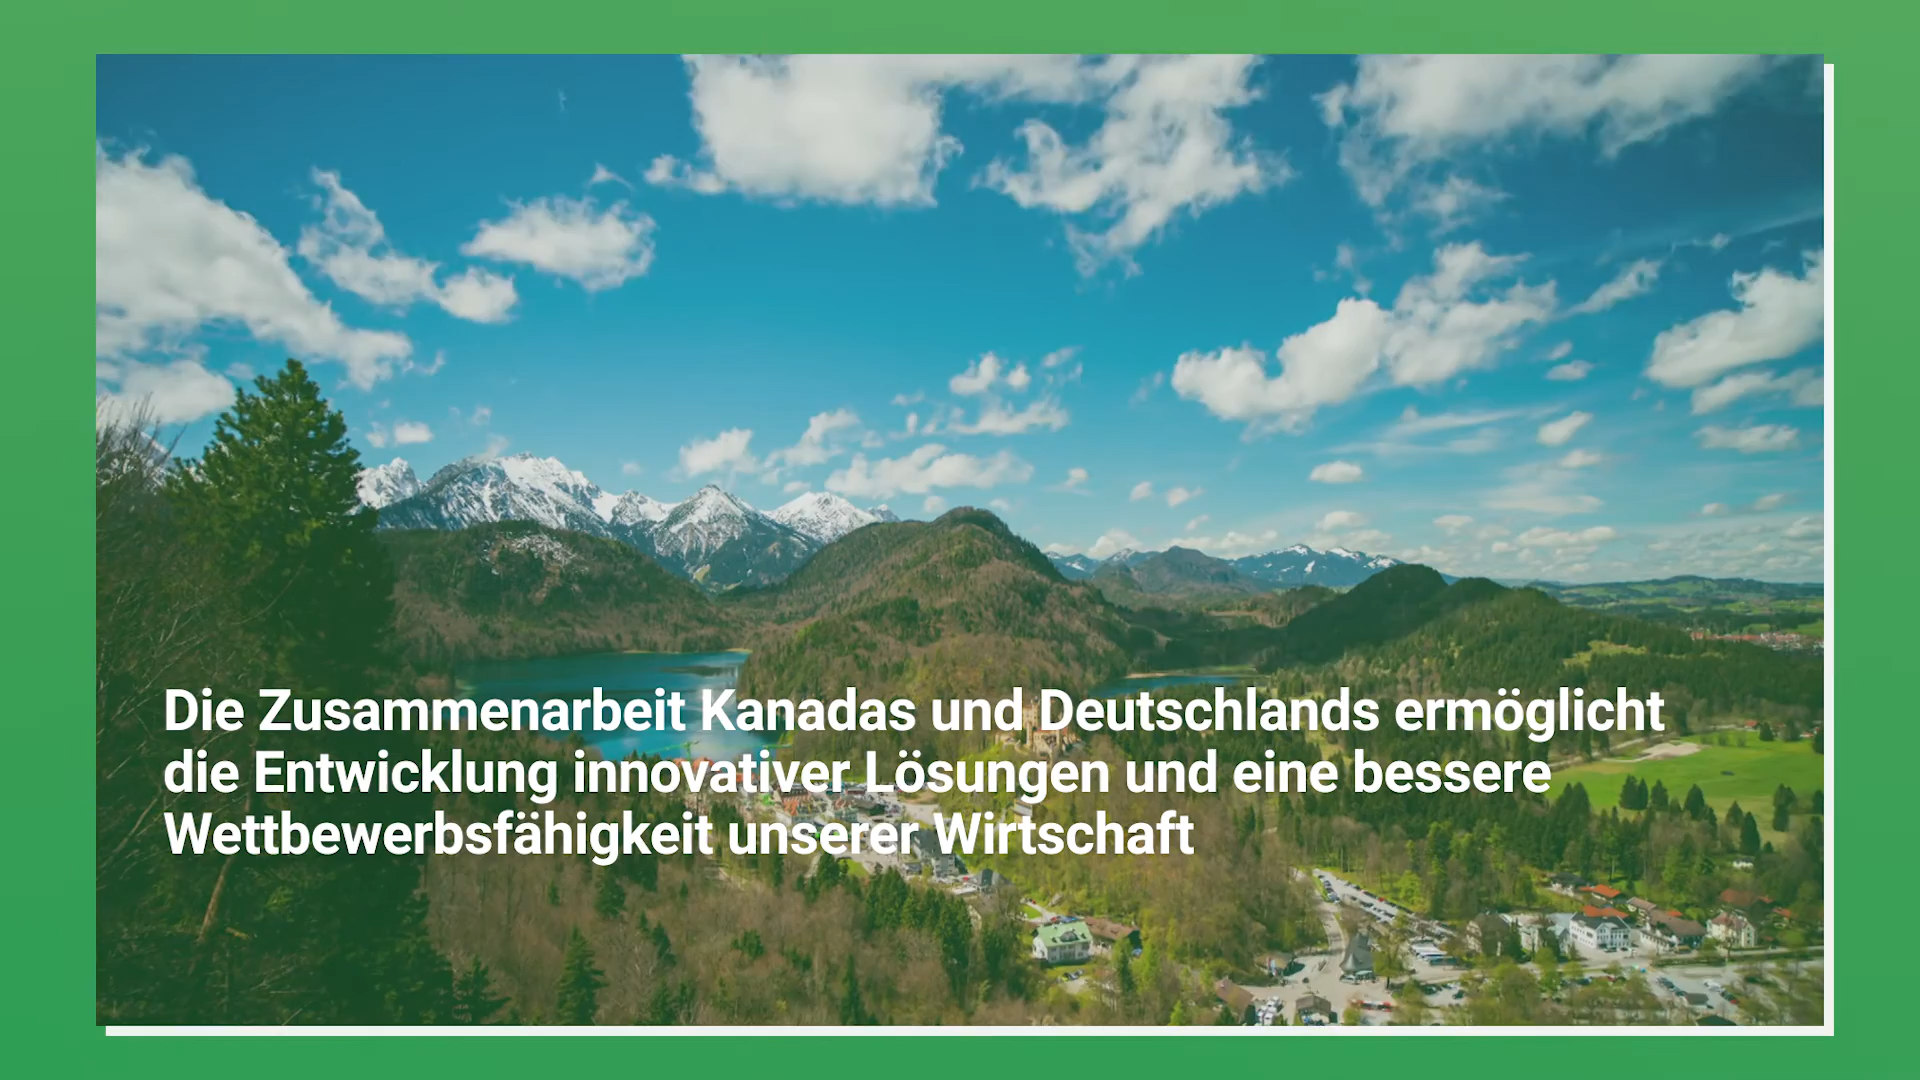 Die Zusammenarbeit Kanadas und Deutschlands ermöglicht
die Entwicklung innovativer Lösungen und eine bessere
Wettbewerbsfähigkeit unserer Wirtschaft